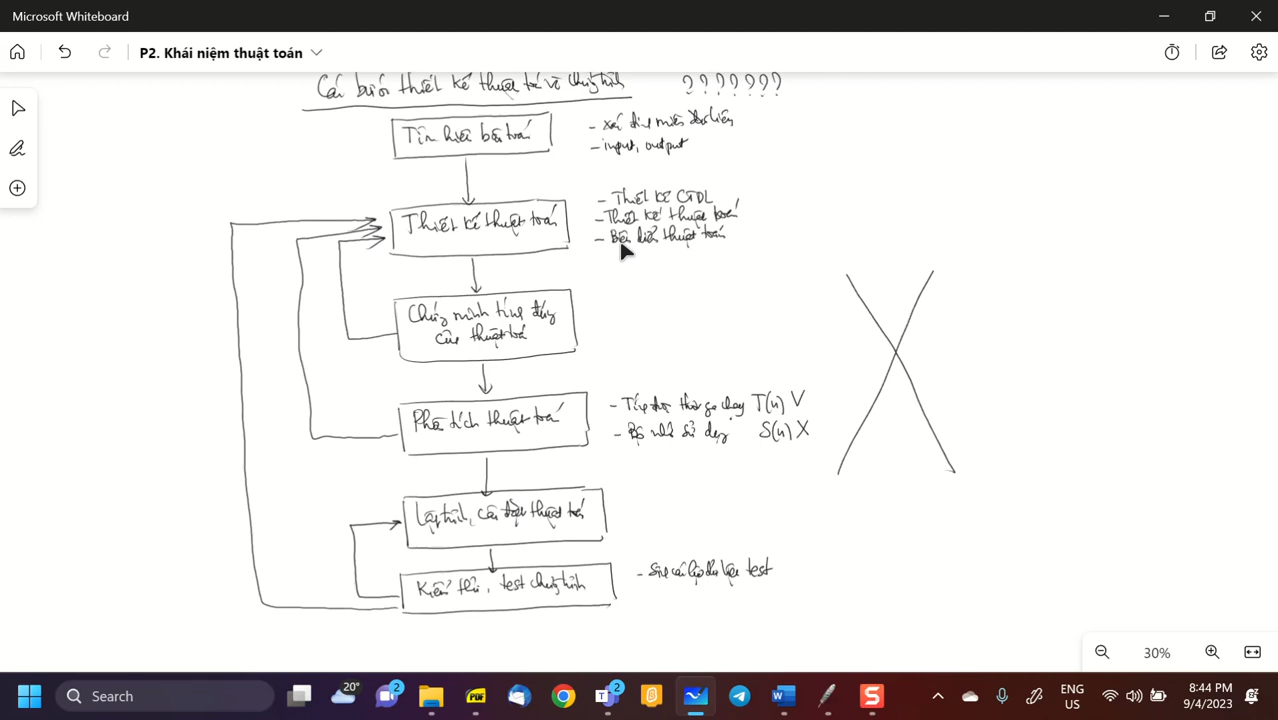 Microsoft Whiteboard
P2. Khái niệm thuật toán
Các bước thiết kế thuật toán và chương trình ???????
Tìm hiểu bài toán
- Xác định miền dữ liệu
- input, output
Thiết kế thuật toán
- Thiết kế CTDL
- Thiết kế thuật toán
- Biểu diễn thuật toán
Chứng minh tính đúng
của thuật toán
Phân tích thuật toán
- thời gian chạy T(n) V
- Bộ nhớ sử dụng S(n) X
Lập trình, cài đặt thuật toán
Kiểm thử, test chương trình
- Sinh các bộ dữ liệu test
30%
20°
2
Search
2
ENG
US
8:44 PM
9/4/2023